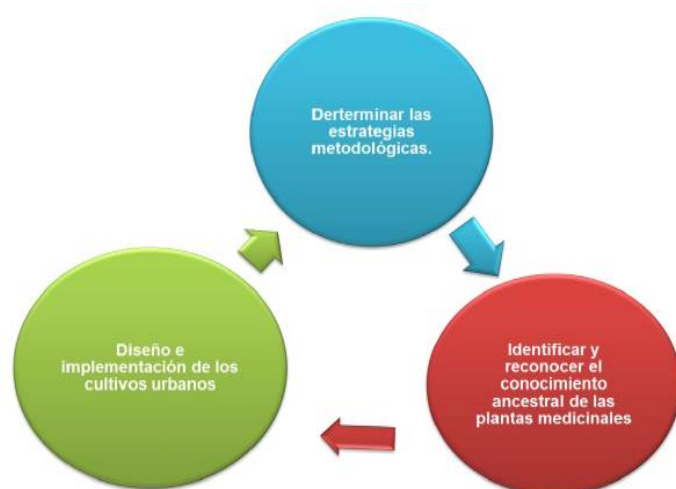 Derterminar las
estrategias
metodológicas.
Identificar y
reconocer el
conocimiento
ancestral de las
plantas medicinales
Diseño e
implementación de los
cultivos urbanos